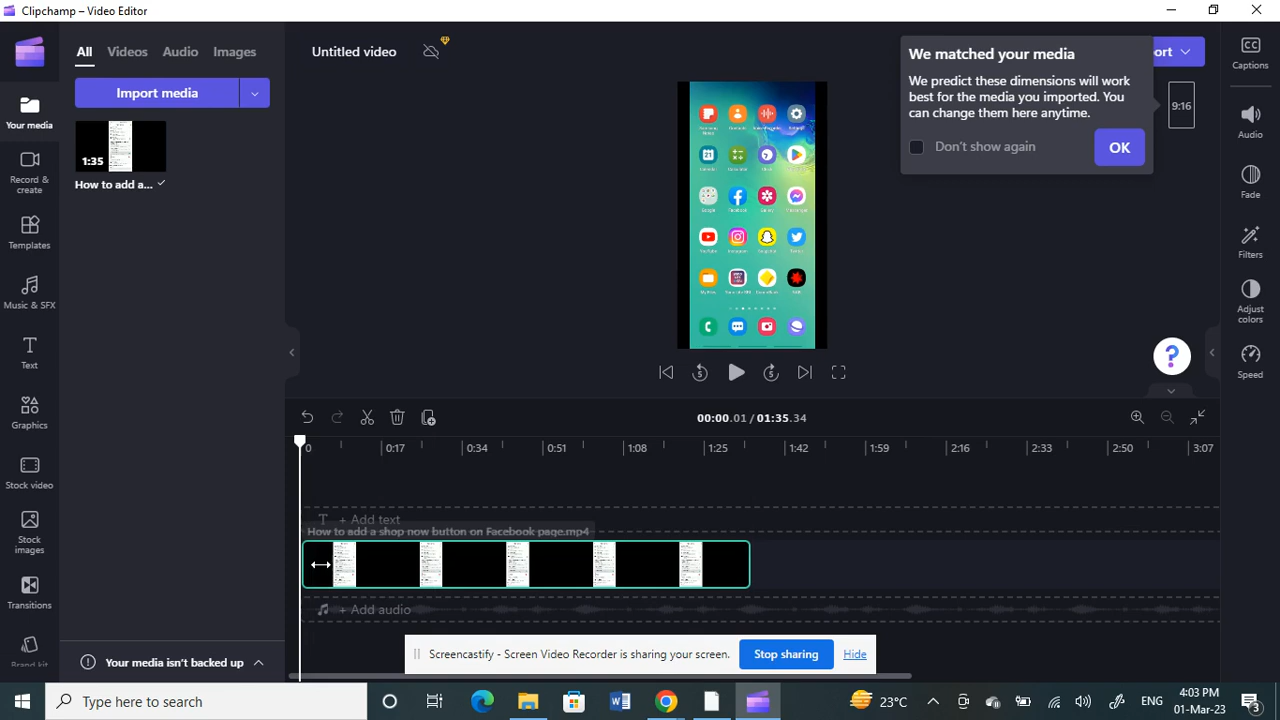 Clipchamp – Video Editor
All
Videos
Audio
Images
Import media
1:35
How to add a...
Untitled video
We matched your media
We predict these dimensions will work
best for the media you imported. You
can change them here anytime.
Don't show again
OK
ort
9:16
Captions
Audio
Fade
Filters
Adjust
colors
Speed
Your media
Record &
create
Templates
Music & SFX
Text
Graphics
Stock video
Stock
images
Transitions
Brand kit
5
5
?
00:00.01 / 01:35.34
0
0:17
0:34
0:51
1:08
1:25
1:42
1:59
2:16
2:33
2:50
3:07
T + Add text
How to add a shop now button on Facebook page.mp4
+ Add audio
Your media isn't backed up
Screencastify - Screen Video Recorder is sharing your screen.
Stop sharing
Hide
Type here to search
23°C
ENG
4:03 PM
01-Mar-23
3